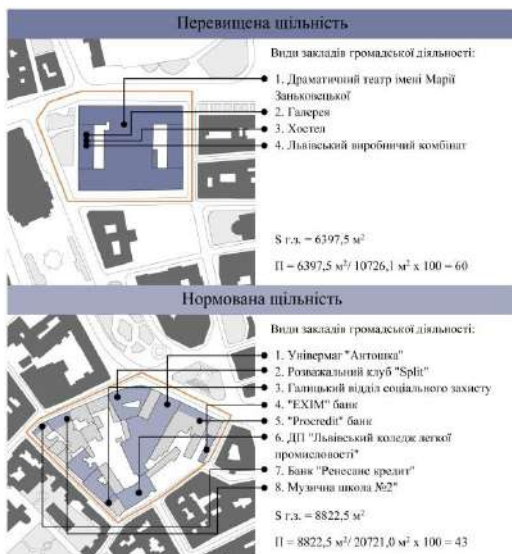 Перевищена щільність
Види закладів громадської діяльності:
1. Драматичний театр імені Марії
Заньковецької
2. Галерея
3. Хостел
4. Львівський виробничий комбінат
S г.з. = 6397,5 м²
П = 6397,5 м²/ 10726,1 м² x 100 = 60
Нормована щільність
Види закладів громадської діяльності:
1. Універмаг "Антошка"
2. Розважальний клуб "Split"
3. Галицький відділ соціального захисту
4. "EXIM" банк
5. "Procredit" банк
6. ДП "Львівський коледж легкої
промисловості"
7. Банк "Ренесанс кредит"
8. Музична школа №2"
S г.з. = 8822,5 м²
П = 8822,5 м²/ 20721,0 м² x 100 = 43